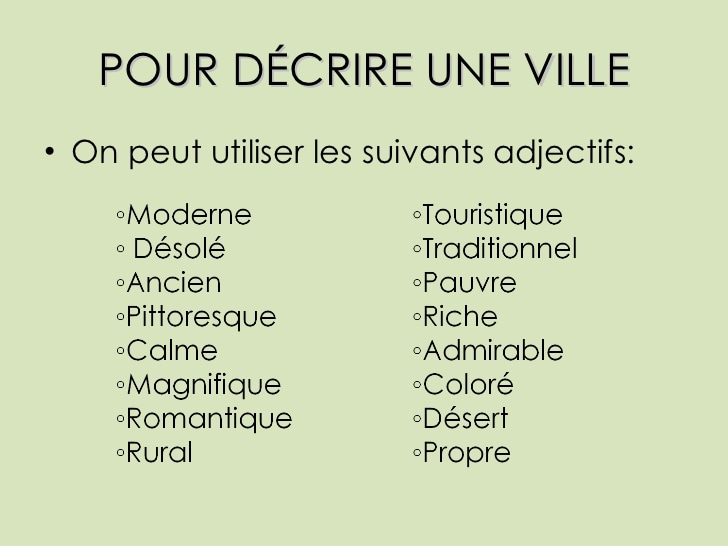 POUR DÉCRIRE UNE VILLE
• On peut utiliser les suivants adjectifs:
◦Moderne
◦ Désolé
◦Ancien
◦Pittoresque
◦Calme
◦Magnifique
◦Romantique
◦Rural
◦Touristique
◦Traditionnel
◦Pauvre
◦Riche
◦Admirable
◦Coloré
◦Désert
◦Propre